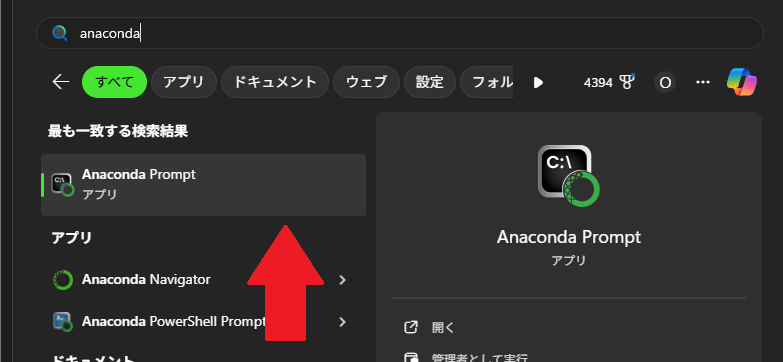 anaconda
すべて アプリ ドキュメント ウェブ 設定 フォル 4394 O
最も一致する検索結果
Anaconda Prompt
アプリ
アプリ
Anaconda Navigator
Anaconda PowerShell Prompt
ドキュメント
C:\
Anaconda Prompt
アプリ
開く
管理者として実行